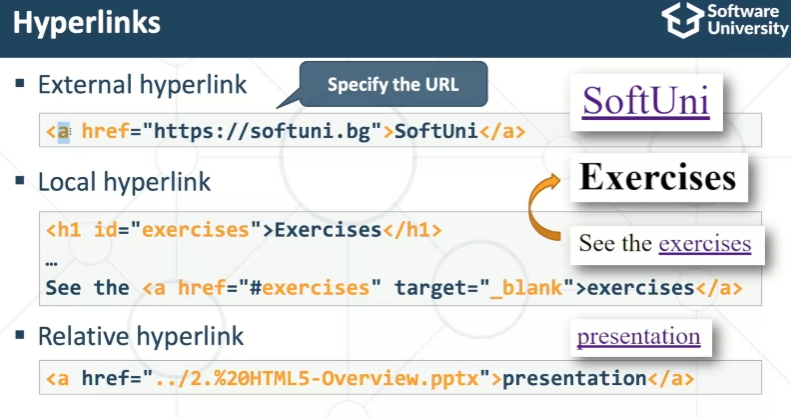 Hyperlinks
Software
University
External hyperlink
Specify the URL
<a href="https://softuni.bg">SoftUni</a>
SoftUni
Local hyperlink
<h1 id="exercises">Exercises</h1>
…
See the <a href="#exercises" target="_blank">exercises</a>
Exercises
See the exercises
Relative hyperlink
<a href="../2.%20HTML5-Overview.pptx">presentation</a>
presentation